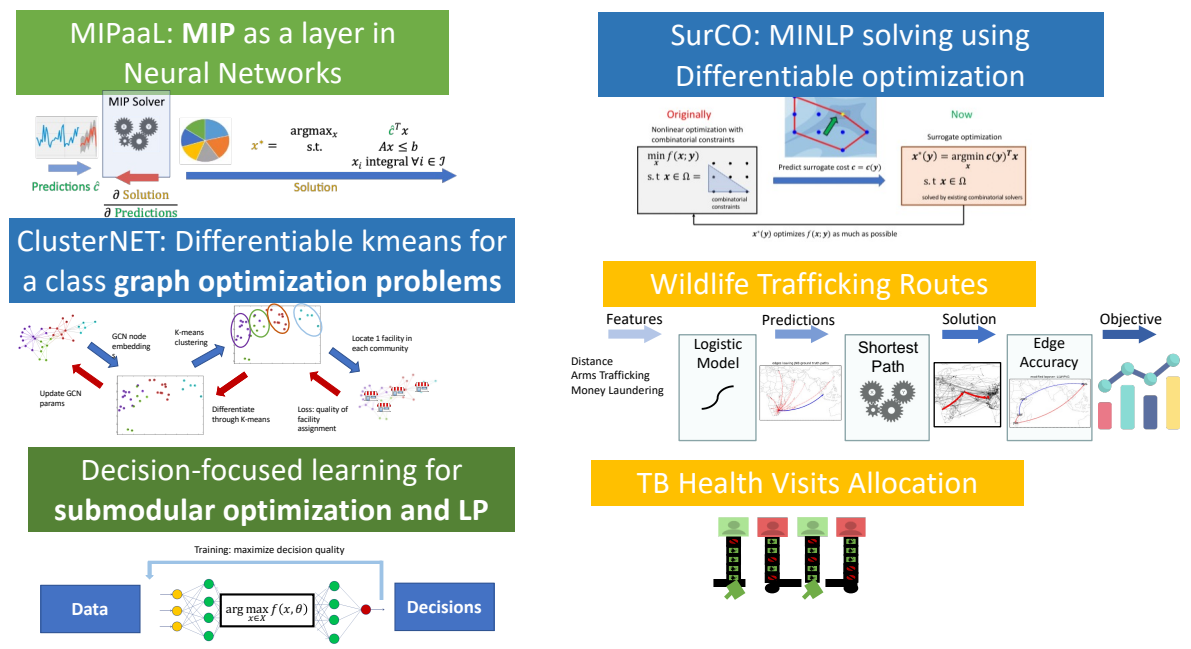 MIPaaL: MIP as a layer in
Neural Networks
MIP Solver
Predictions ĉ
∂ Solution
∂ Predictions
x* = argmax_x ĉᵀx
s.t. Ax ≤ b
x_i integral ∀i ∈ ℐ
Solution
ClusterNET: Differentiable kmeans for
a class graph optimization problems
GCN node
embedding
s
K-means
clustering
Locate 1 facility in
each community
Update GCN
params
Differentiate
through K-means
Loss: quality of
facility
assignment
Decision-focused learning for
submodular optimization and LP
Training: maximize decision quality
Data
arg max f(x, θ)
x∈X
Decisions
SurCO: MINLP solving using
Differentiable optimization
Originally
Nonlinear optimization with
combinatorial constraints
min f(x; y)
x
s.t x ∈ Ω =
combinatorial
constraints
Predict surrogate cost c = c(y)
Now
Surrogate optimization
x*(y) = argmin c(y)ᵀx
x
s.t x ∈ Ω
solved by existing combinatorial solvers
x*(y) optimizes f(x; y) as much as possible
Wildlife Trafficking Routes
Features
Distance
Arms Trafficking
Money Laundering
Logistic
Model
Predictions
Shortest
Path
Solution
Edge
Accuracy
Objective
TB Health Visits Allocation